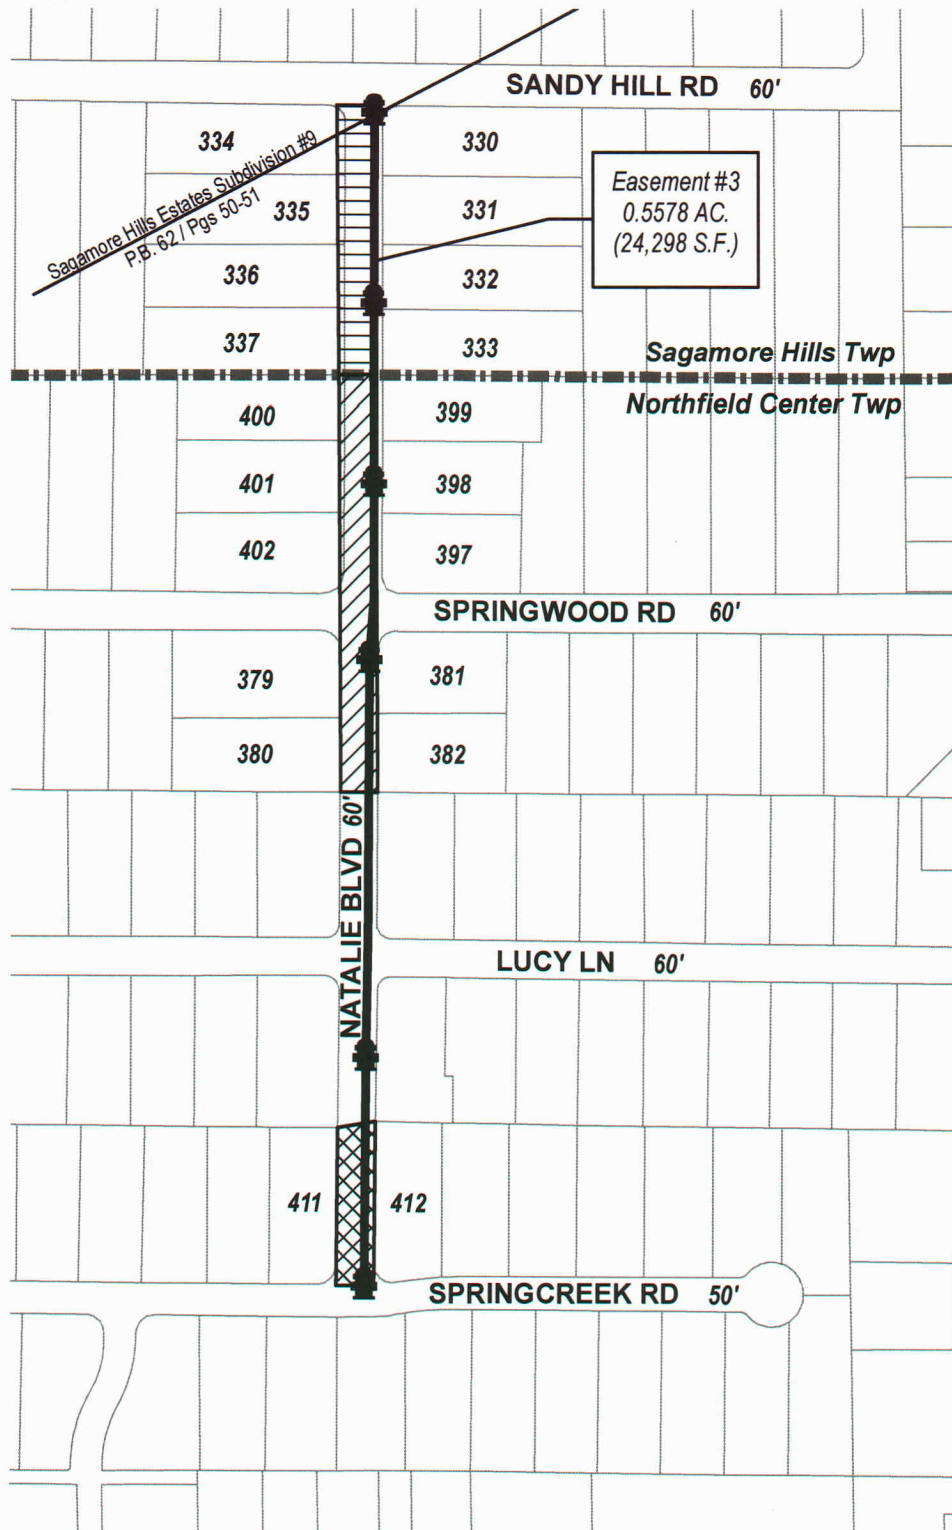 SANDY HILL RD 60'
334
330
Sagamore Hills Estates Subdivision #9
P.B. 62 / Pgs 50-51
335
331
Easement #3
0.5578 AC.
(24,298 S.F.)
336
332
337
333
Sagamore Hills Twp
Northfield Center Twp
400
399
401
398
402
397
SPRINGWOOD RD 60'
379
381
380
382
NATALIE BLVD 60'
LUCY LN 60'
411
412
SPRINGCREEK RD 50'